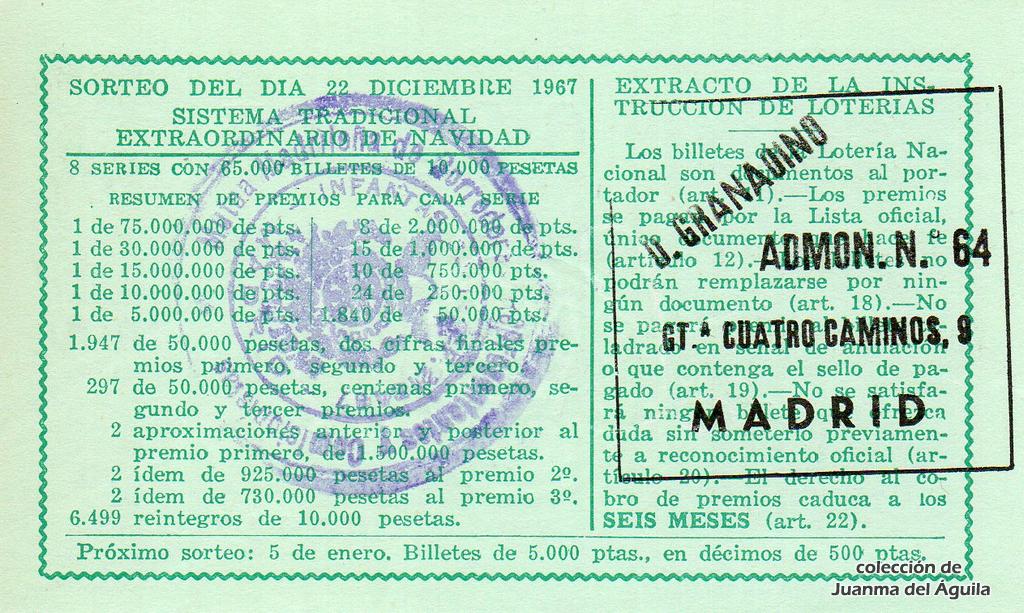 SORTEO DEL DIA 22 DICIEMBRE 1967
SISTEMA TRADICIONAL
EXTRAORDINARIO DE NAVIDAD
8 SERIES CON 65.000 BILLETES DE 10.000 PESETAS
RESUMEN DE PREMIOS PARA CADA SERIE
1 de 75.000.000 de pts. 8 de 2.000.000 de pts.
1 de 30.000.000 de pts. 15 de 1.000.000 de pts.
1 de 15.000.000 de pts. 10 de 750.000 pts.
1 de 10.000.000 de pts. 24 de 250.000 pts.
1 de 5.000.000 de pts. 1.840 de 50.000 pts.
1.947 de 50.000 pesetas, dos cifras finales pre-
mios primero, segundo y tercero.
297 de 50.000 pesetas, centenas primero, se-
gundo y tercer premios.
2 aproximaciones anterior y posterior al
premio primero, de 1.500.000 pesetas.
2 ídem de 925.000 pesetas al premio 2º.
2 ídem de 730.000 pesetas al premio 3º.
6.499 reintegros de 10.000 pesetas.
EXTRACTO DE LA INS-
TRUCCION DE LOTERIAS
Los billetes de Lotería Na-
cional son documentos al por-
tador (art. 1).—Los premios
se pagan por la Lista oficial,
único documento que hace fe
(artículo 12).— no
podrán remplazarse por nin-
gún documento (art. 18).—No
se pagará
ladrado en señal de anulación
o que contenga el sello de pa-
gado (art. 19).—No se satisfa-
rá ningún billete que ofrezca
duda sin someterlo previamen-
te a reconocimiento oficial (ar-
tículo 20). El derecho al co-
bro de premios caduca a los
SEIS MESES (art. 22).
U. GRANADINO
ADMON. N.º 64
GT.ª CUATRO CAMINOS, 9
MADRID
INFANTAS
Próximo sorteo: 5 de enero. Billetes de 5.000 ptas., en décimos de 500 ptas.
colección de
Juanma del Águila